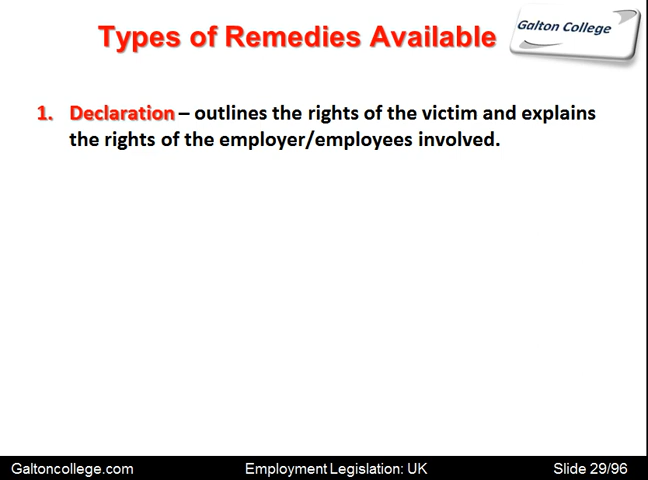 Types of Remedies Available
Galton College
1. Declaration – outlines the rights of the victim and explains
the rights of the employer/employees involved.
Galtoncollege.com Employment Legislation: UK Slide 29/96